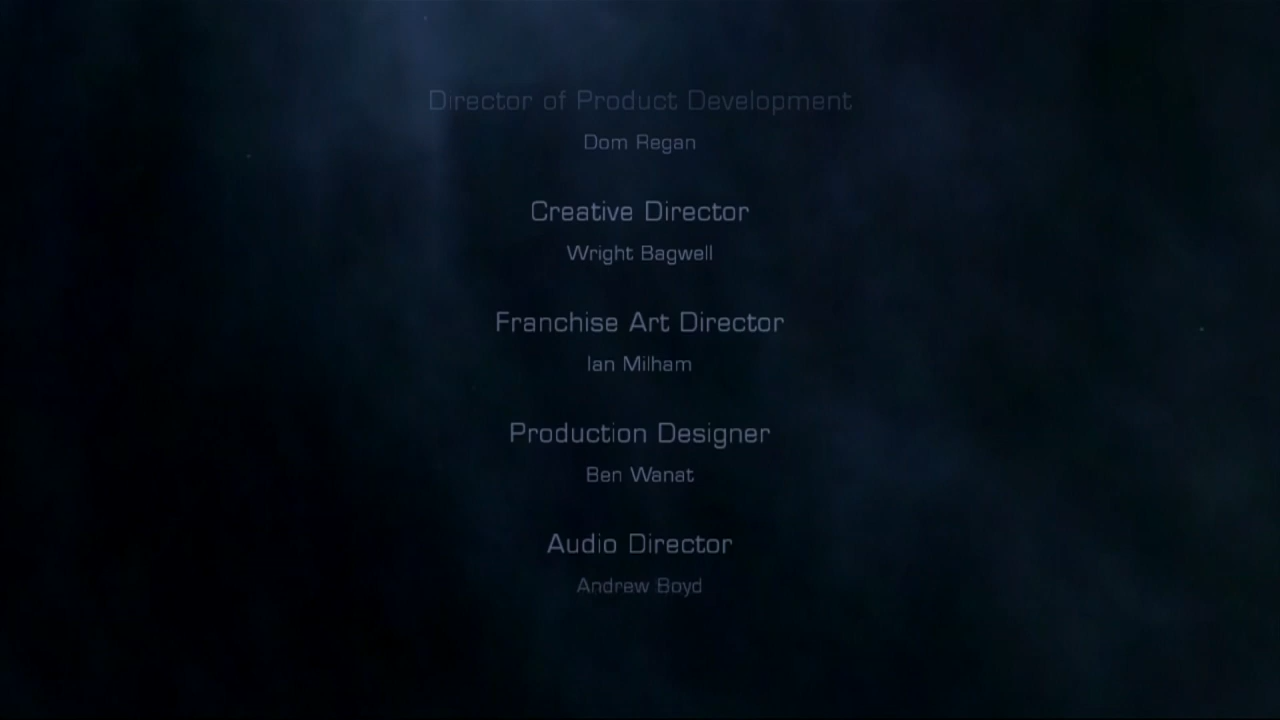 Director of Product Development
Dom Regan
Creative Director
Wright Bagwell
Franchise Art Director
Ian Milham
Production Designer
Ben Wanat
Audio Director
Andrew Boyd